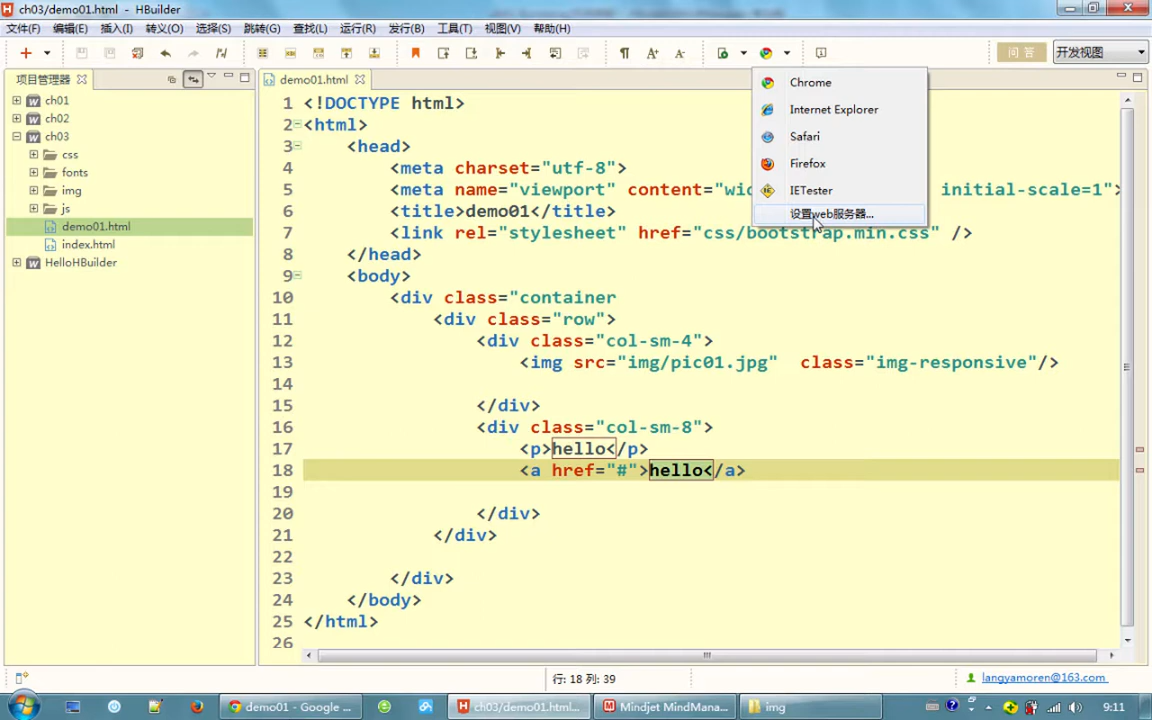 ch03/demo01.html - HBuilder
文件(F) 编辑(E) 插入(I) 转义(O) 选择(S) 跳转(G) 查找(L) 运行(R) 发行(B) 工具(T) 视图(V) 帮助(H)
问 答 开发视图
项目管理器
demo01.html
ch01
ch02
ch03
css
fonts
img
js
demo01.html
index.html
HelloHBuilder
Chrome
Internet Explorer
Safari
Firefox
IETester
设置web服务器...
1 <!DOCTYPE html>
2 <html>
3 <head>
4 <meta charset="utf-8">
5 <meta name="viewport" content="wid initial-scale=1">
6 <title>demo01</title>
7 <link rel="stylesheet" href="css/bootstrap.min.css" />
8 </head>
9 <body>
10 <div class="container
11 <div class="row">
12 <div class="col-sm-4">
13 <img src="img/pic01.jpg" class="img-responsive"/>
14
15 </div>
16 <div class="col-sm-8">
17 <p>hello</p>
18 <a href="#">hello</a>
19
20 </div>
21 </div>
22
23 </div>
24 </body>
25 </html>
26
行: 18 列: 39
langyamoren@163.com
demo01 - Google ...
ch03/demo01.html...
Mindjet MindMana...
img
9:11